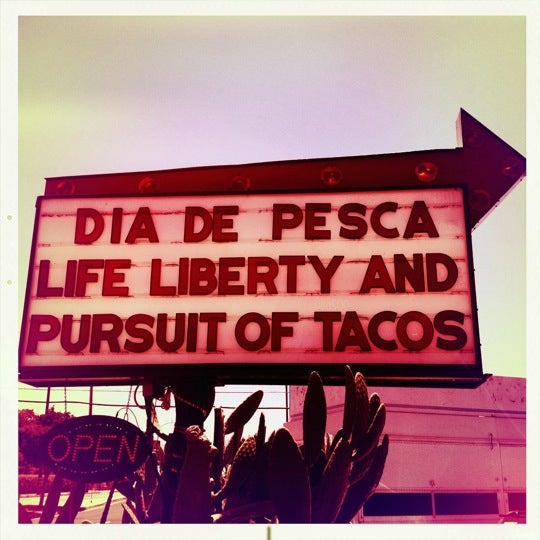 DIA DE PESCA
LIFE LIBERTY AND
PURSUIT OF TACOS
OPEN